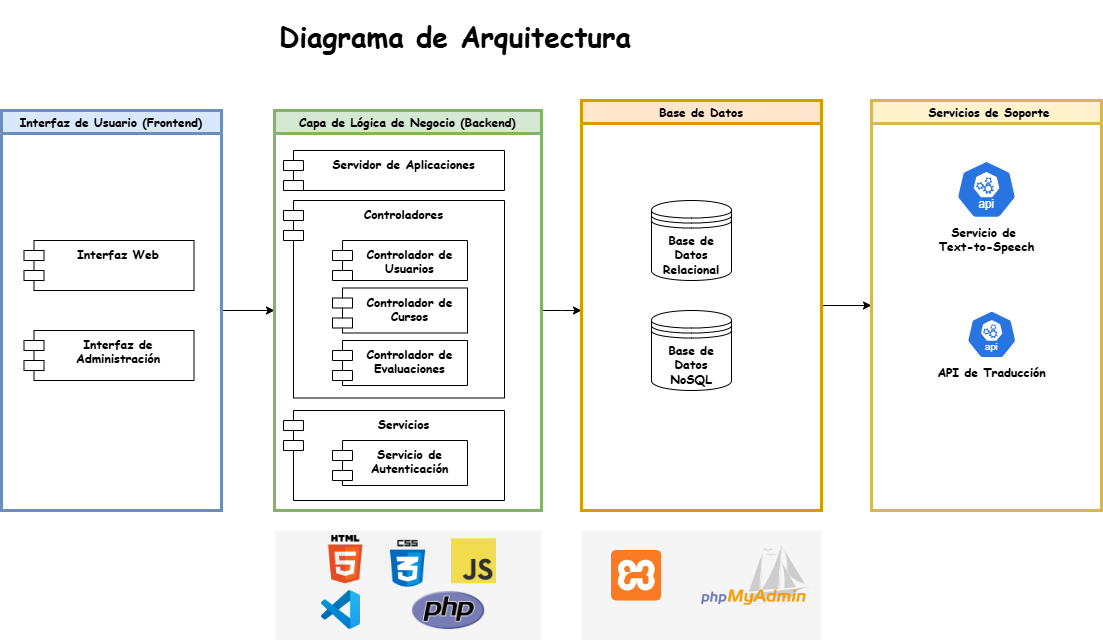 Diagrama de Arquitectura
Interfaz de Usuario (Frontend)
Interfaz Web
Interfaz de
Administración
Capa de Lógica de Negocio (Backend)
Servidor de Aplicaciones
Controladores
Controlador de
Usuarios
Controlador de
Cursos
Controlador de
Evaluaciones
Servicios
Servicio de
Autenticación
Base de Datos
Base de
Datos
Relacional
Base de
Datos
NoSQL
Servicios de Soporte
api
Servicio de
Text-to-Speech
api
API de Traducción
HTML
5
CSS
3
JS
php
phpMyAdmin